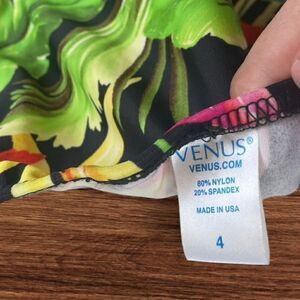 VENUS®
VENUS.COM
80% NYLON
20% SPANDEX
MADE IN USA
4